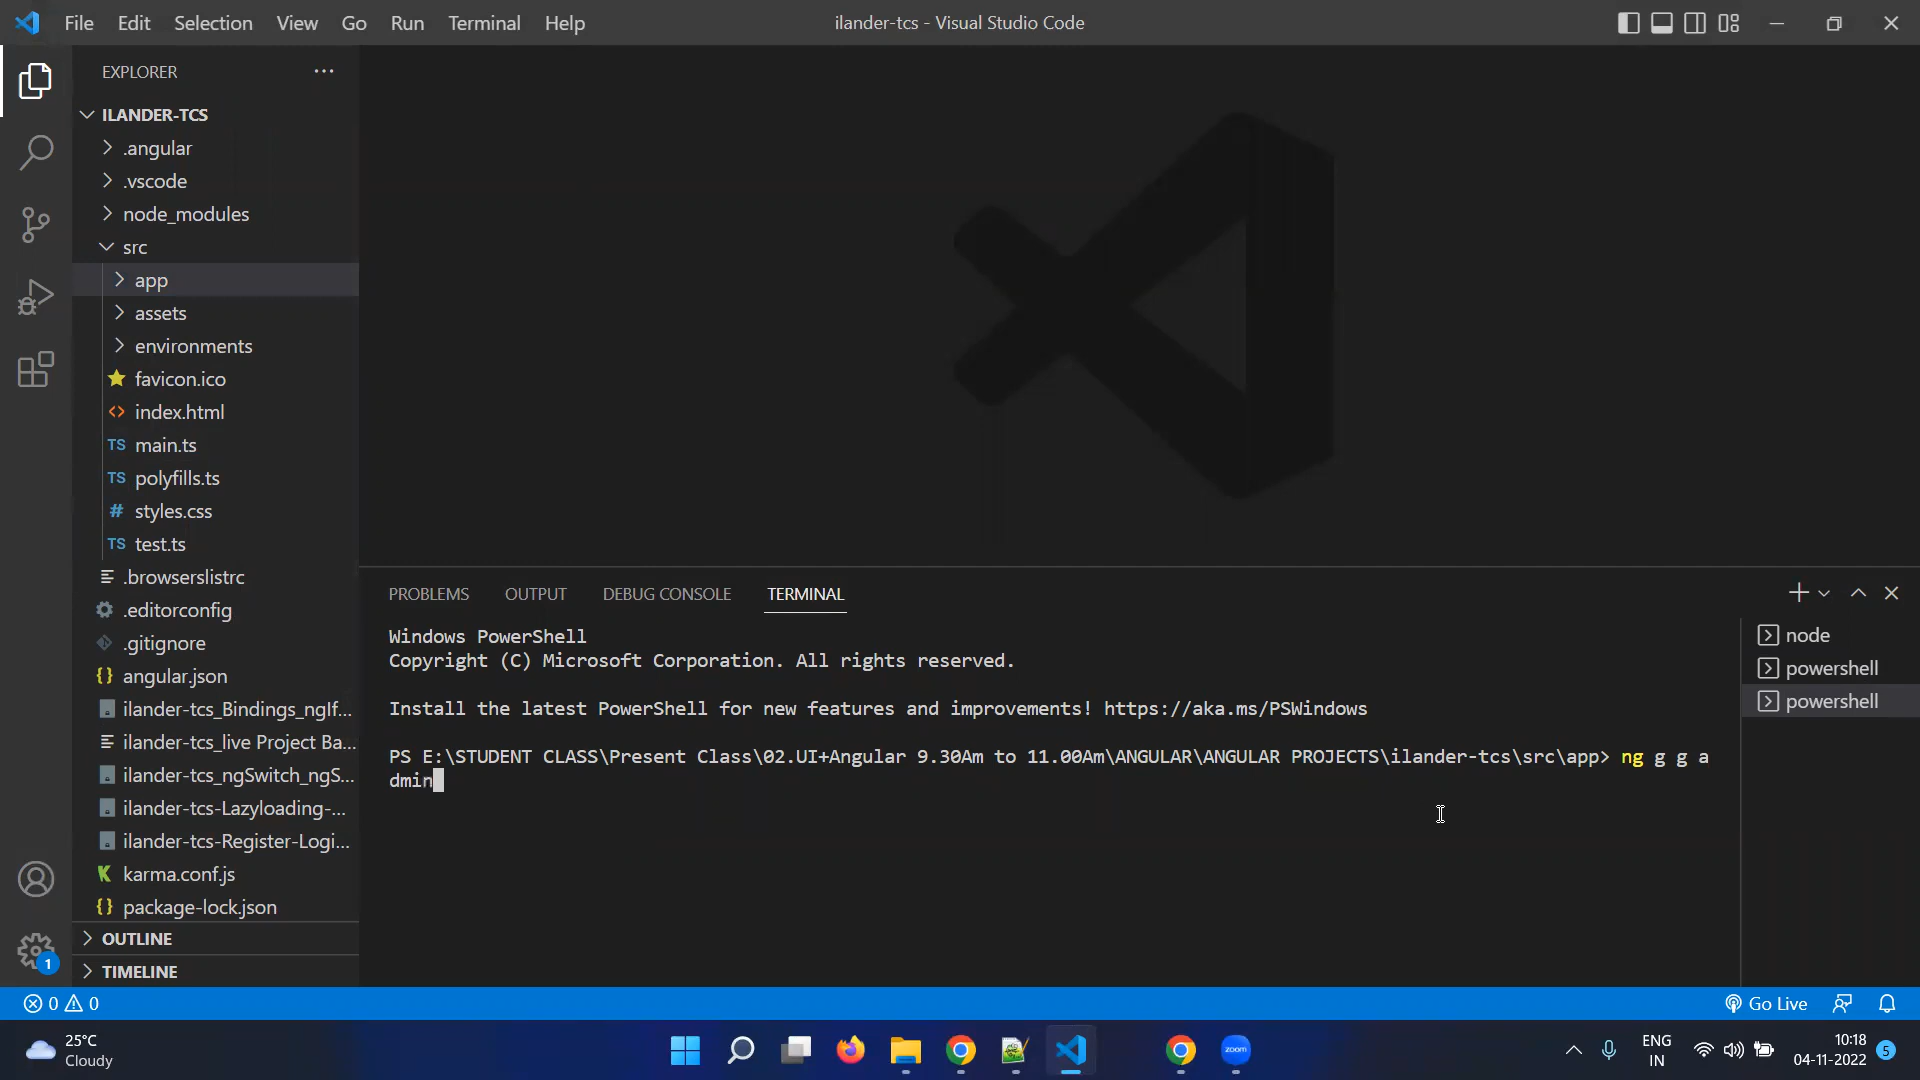 File Edit Selection View Go Run Terminal Help
ilander-tcs - Visual Studio Code
EXPLORER
ILANDER-TCS
.angular
.vscode
node_modules
src
app
assets
environments
favicon.ico
index.html
TS main.ts
TS polyfills.ts
# styles.css
TS test.ts
.browserslistrc
.editorconfig
.gitignore
{} angular.json
ilander-tcs_Bindings_ngIf...
ilander-tcs_live Project Ba...
ilander-tcs_ngSwitch_ngS...
ilander-tcs-Lazyloading-...
ilander-tcs-Register-Logi...
karma.conf.js
{} package-lock.json
OUTLINE
TIMELINE
1
PROBLEMS OUTPUT DEBUG CONSOLE TERMINAL
Windows PowerShell
Copyright (C) Microsoft Corporation. All rights reserved.
Install the latest PowerShell for new features and improvements! https://aka.ms/PSWindows
PS E:\STUDENT CLASS\Present Class\02.UI+Angular 9.30Am to 11.00Am\ANGULAR\ANGULAR PROJECTS\ilander-tcs\src\app> ng g g a
dmin
node
powershell
powershell
0 0
Go Live
25°C
Cloudy
zoom
ENG
IN
10:18
04-11-2022
5